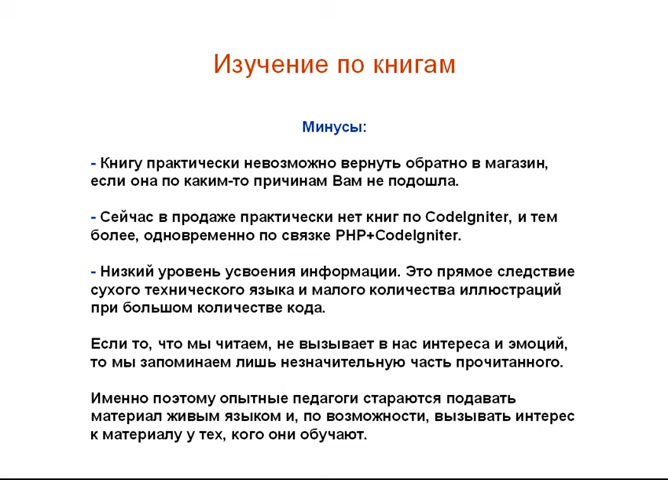 Изучение по книгам
Минусы:
- Книгу практически невозможно вернуть обратно в магазин,
если она по каким-то причинам Вам не подошла.
- Сейчас в продаже практически нет книг по CodeIgniter, и тем
более, одновременно по связке PHP+CodeIgniter.
- Низкий уровень усвоения информации. Это прямое следствие
сухого технического языка и малого количества иллюстраций
при большом количестве кода.
Если то, что мы читаем, не вызывает в нас интереса и эмоций,
то мы запоминаем лишь незначительную часть прочитанного.
Именно поэтому опытные педагоги стараются подавать
материал живым языком и, по возможности, вызывать интерес
к материалу у тех, кого они обучают.